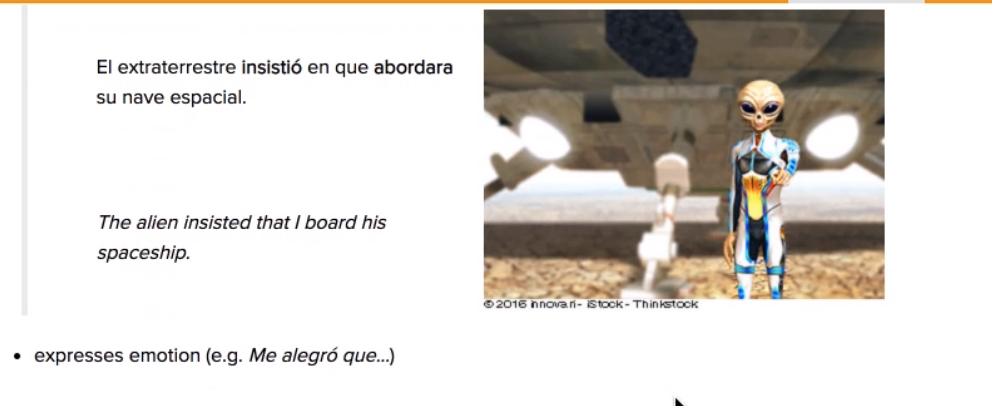 El extraterrestre insistió en que abordara
su nave espacial.
The alien insisted that I board his
spaceship.
© 2016 innovari - iStock - Thinkstock
• expresses emotion (e.g. Me alegró que...)